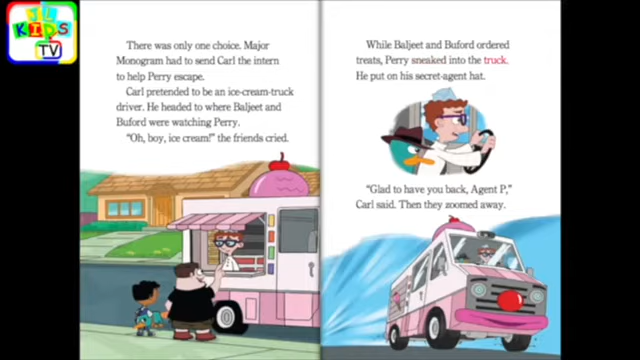 JL
KIDS
TV
There was only one choice. Major
Monogram had to send Carl the intern
to help Perry escape.
Carl pretended to be an ice-cream-truck
driver. He headed to where Baljeet and
Buford were watching Perry.
“Oh, boy, ice cream!” the friends cried.
While Baljeet and Buford ordered
treats, Perry sneaked into the truck.
He put on his secret-agent hat.
“Glad to have you back, Agent P,”
Carl said. Then they zoomed away.